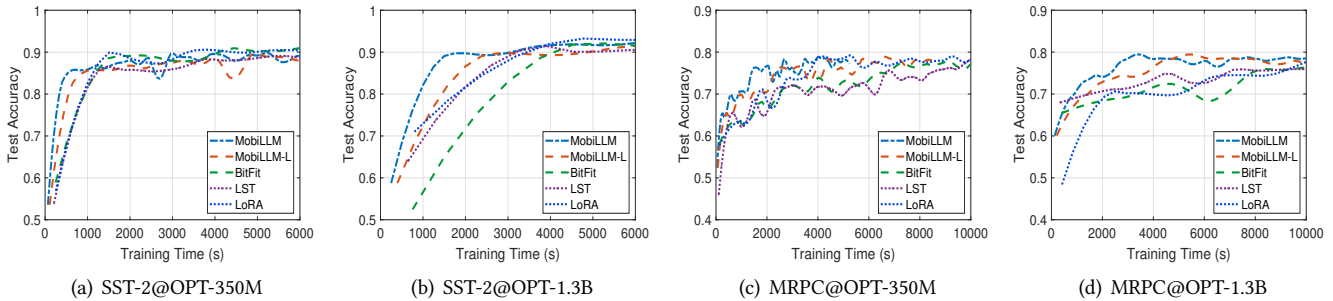 1
0.9
0.8
0.7
0.6
0.5
Test Accuracy
0 1000 2000 3000 4000 5000 6000
Training Time (s)
MobiLLM
MobiLLM-L
BitFit
LST
LoRA
(a) SST-2@OPT-350M
1
0.9
0.8
0.7
0.6
0.5
Test Accuracy
0 1000 2000 3000 4000 5000 6000
Training Time (s)
MobiLLM
MobiLLM-L
BitFit
LST
LoRA
(b) SST-2@OPT-1.3B
0.9
0.8
0.7
0.6
0.5
0.4
Test Accuracy
0 2000 4000 6000 8000 10000
Training Time (s)
MobiLLM
MobiLLM-L
BitFit
LST
LoRA
(c) MRPC@OPT-350M
0.9
0.8
0.7
0.6
0.5
0.4
Test Accuracy
0 2000 4000 6000 8000 10000
Training Time (s)
MobiLLM
MobiLLM-L
BitFit
LST
LoRA
(d) MRPC@OPT-1.3B